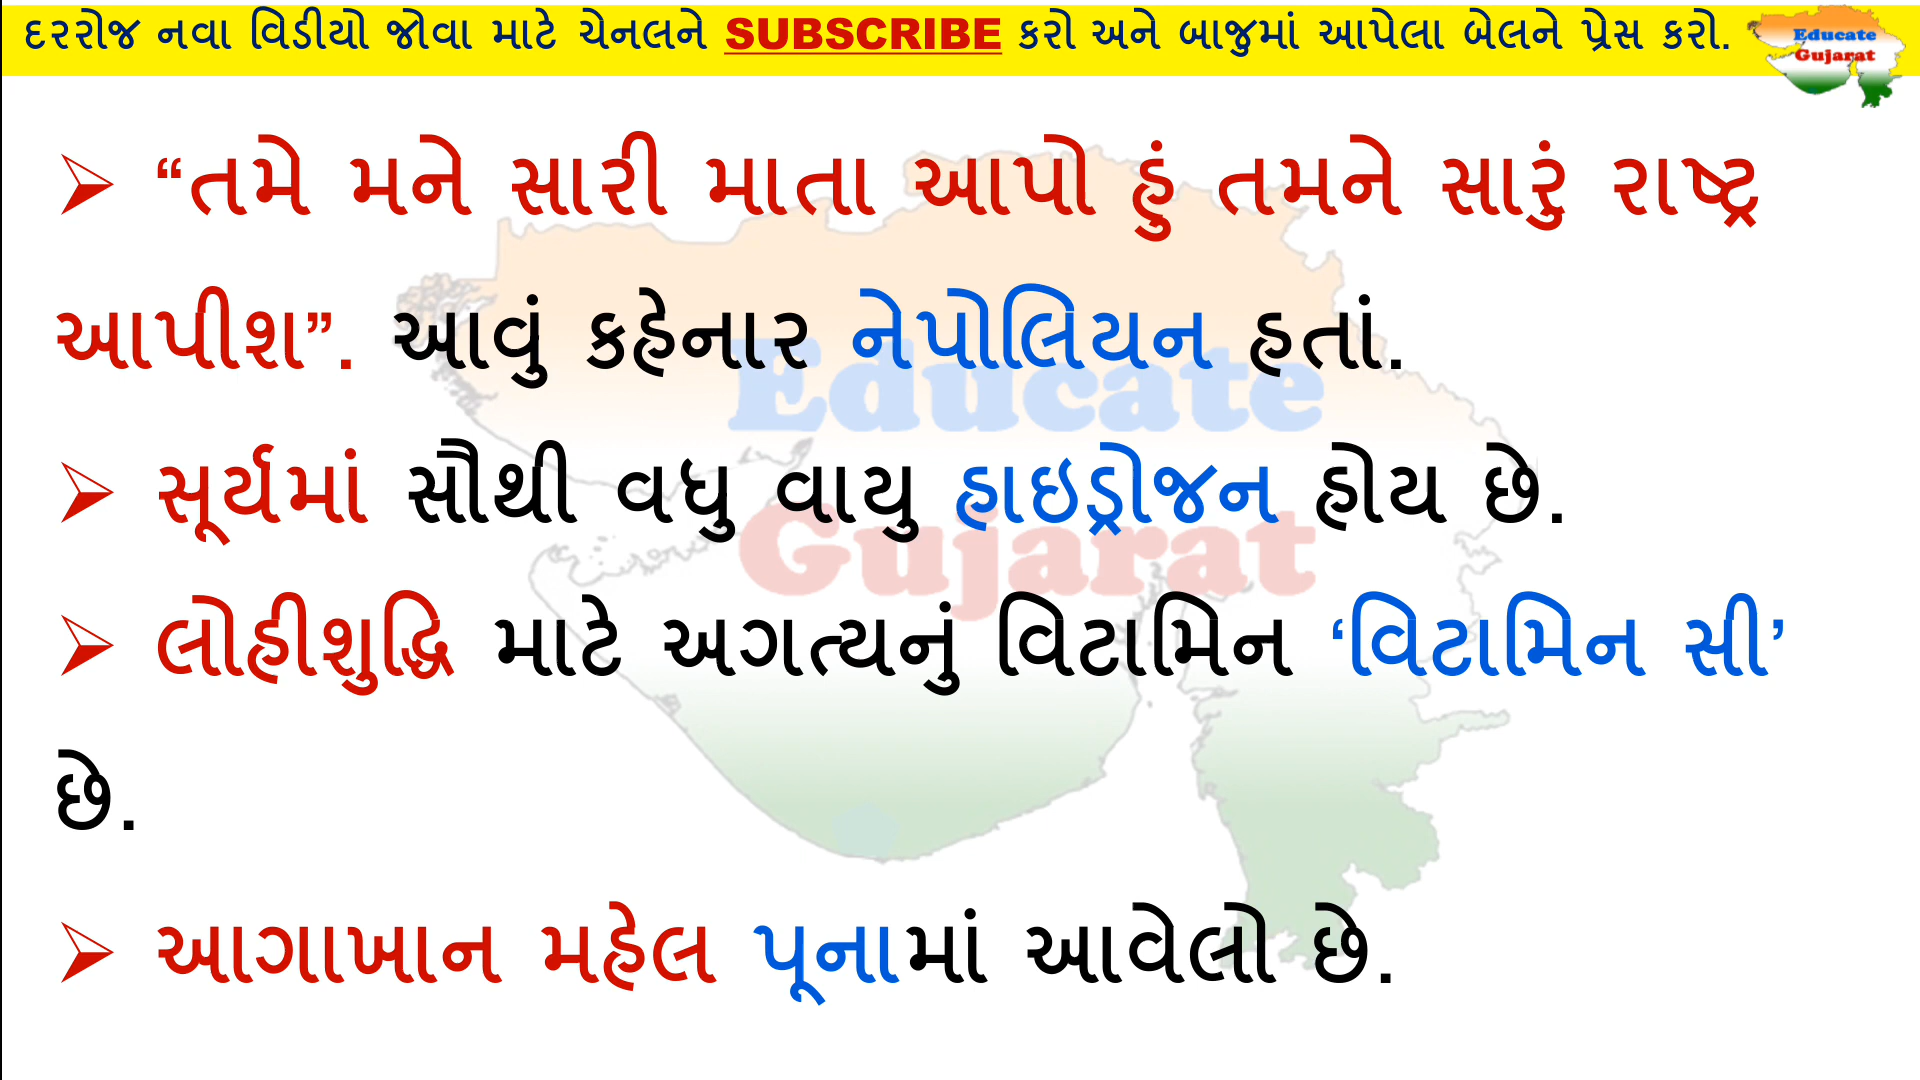 દરરોજ નવા વિડીયો જોવા માટે ચેનલને SUBSCRIBE કરો અને બાજુમાં આપેલા બેલને પ્રેસ કરો.
Educate
Gujarat
➢ “તમે મને સારી માતા આપો હું તમને સારું રાષ્ટ્ર
આપીશ”. આવું કહેનાર નેપોલિયન હતાં.
➢ સૂર્યમાં સૌથી વધુ વાયુ હાઇડ્રોજન હોય છે.
➢ લોહીશુદ્ધિ માટે અગત્યનું વિટામિન ‘વિટામિન સી’
છે.
➢ આગાખાન મહેલ પૂનામાં આવેલો છે.
Educate
Gujarat